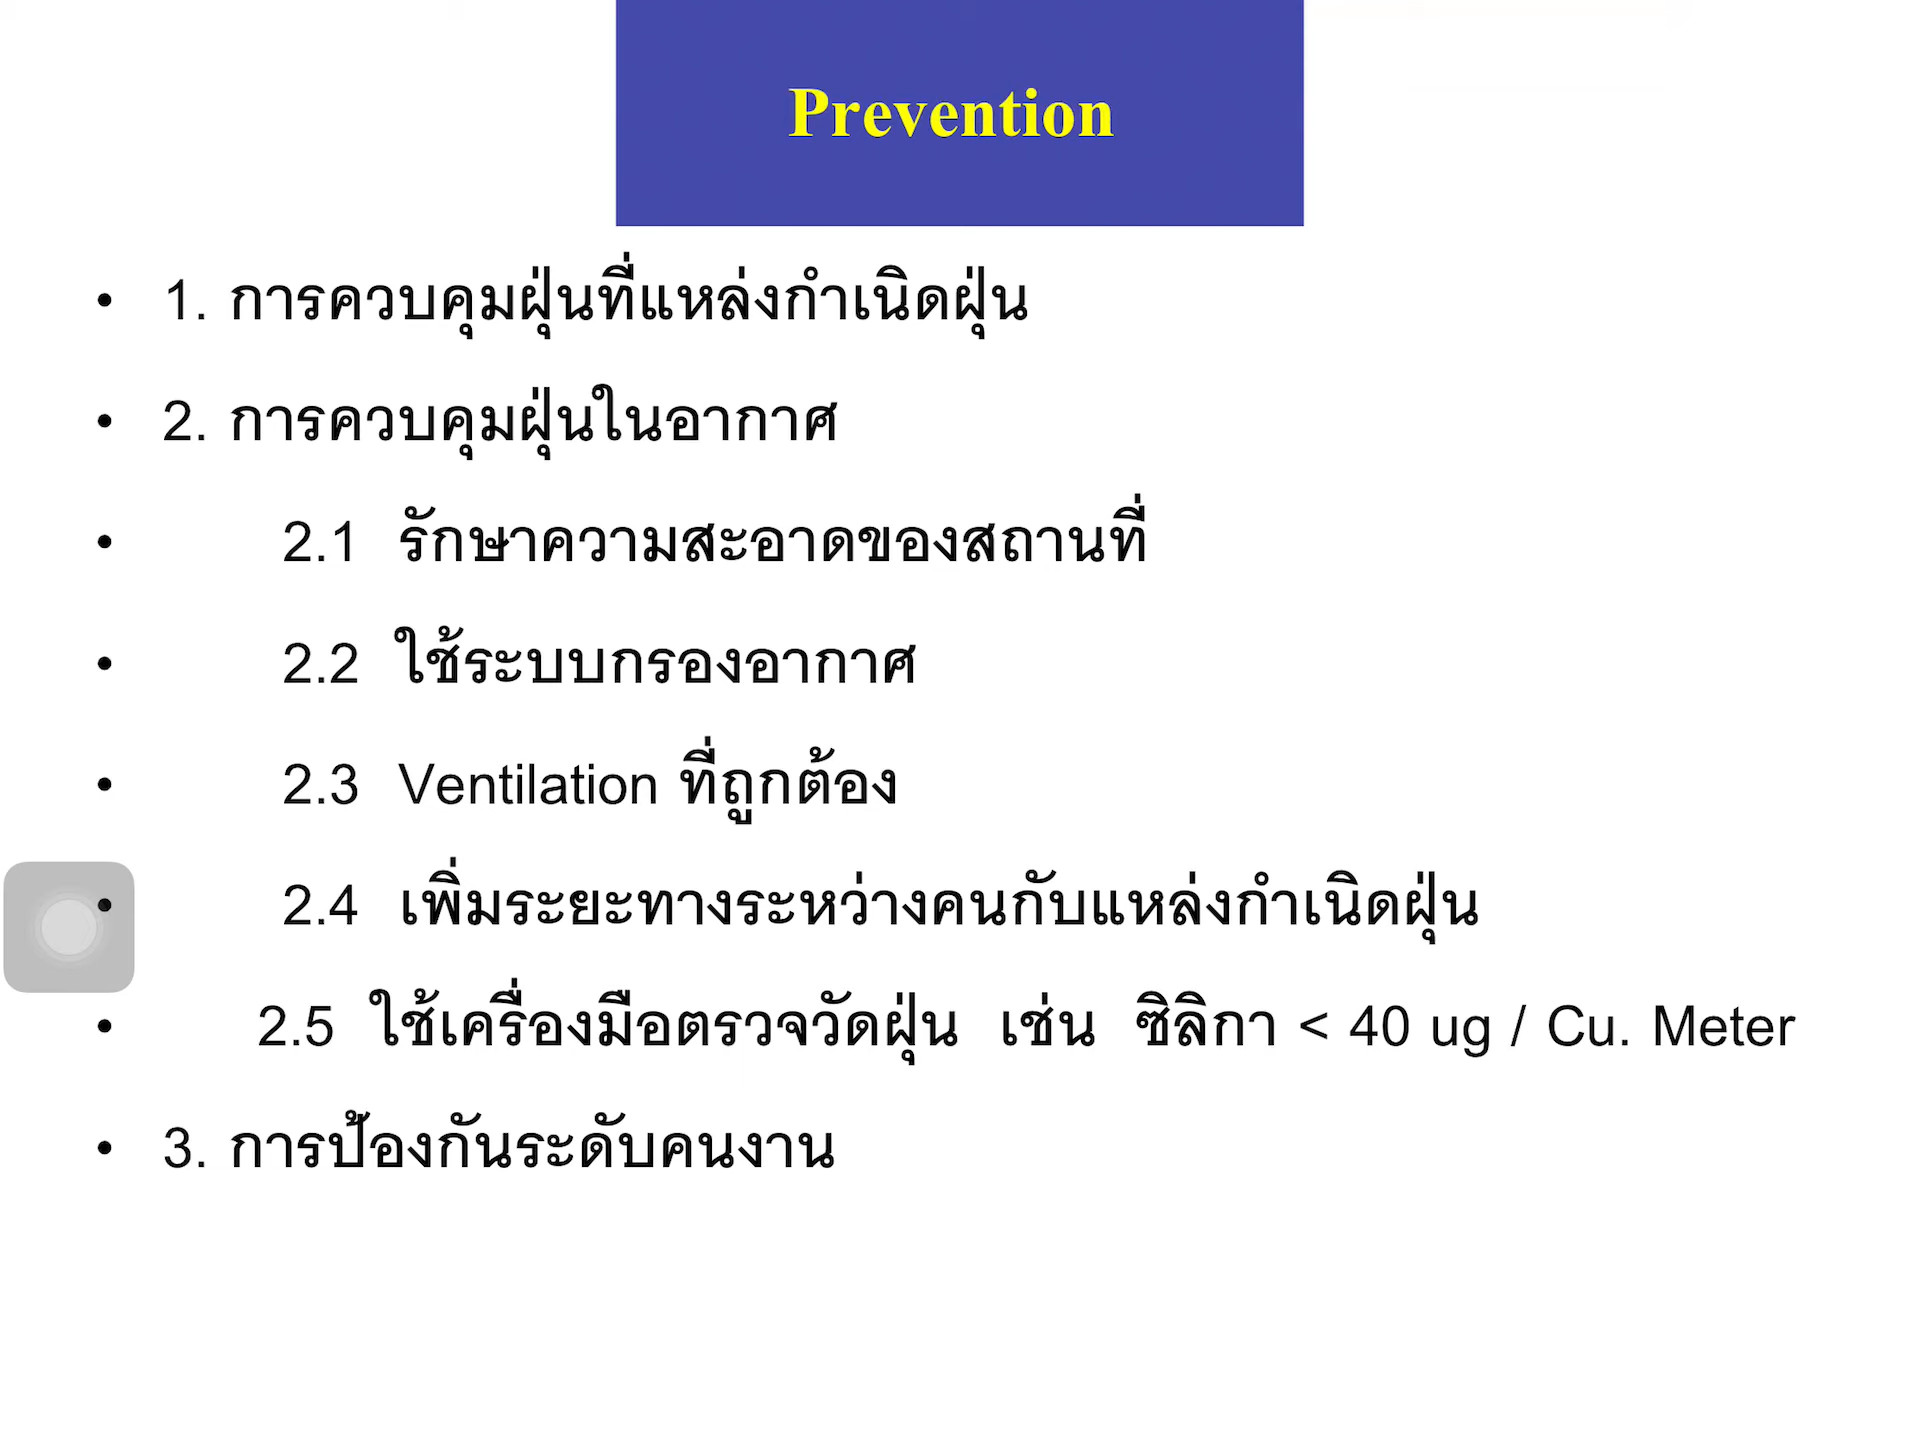 Prevention
• 1. การควบคุมฝุ่นที่แหล่งกำเนิดฝุ่น
• 2. การควบคุมฝุ่นในอากาศ
• 2.1 รักษาความสะอาดของสถานที่
• 2.2 ใช้ระบบกรองอากาศ
• 2.3 Ventilation ที่ถูกต้อง
• 2.4 เพิ่มระยะทางระหว่างคนกับแหล่งกำเนิดฝุ่น
• 2.5 ใช้เครื่องมือตรวจวัดฝุ่น เช่น ซิลิกา < 40 ug / Cu. Meter
• 3. การป้องกันระดับคนงาน